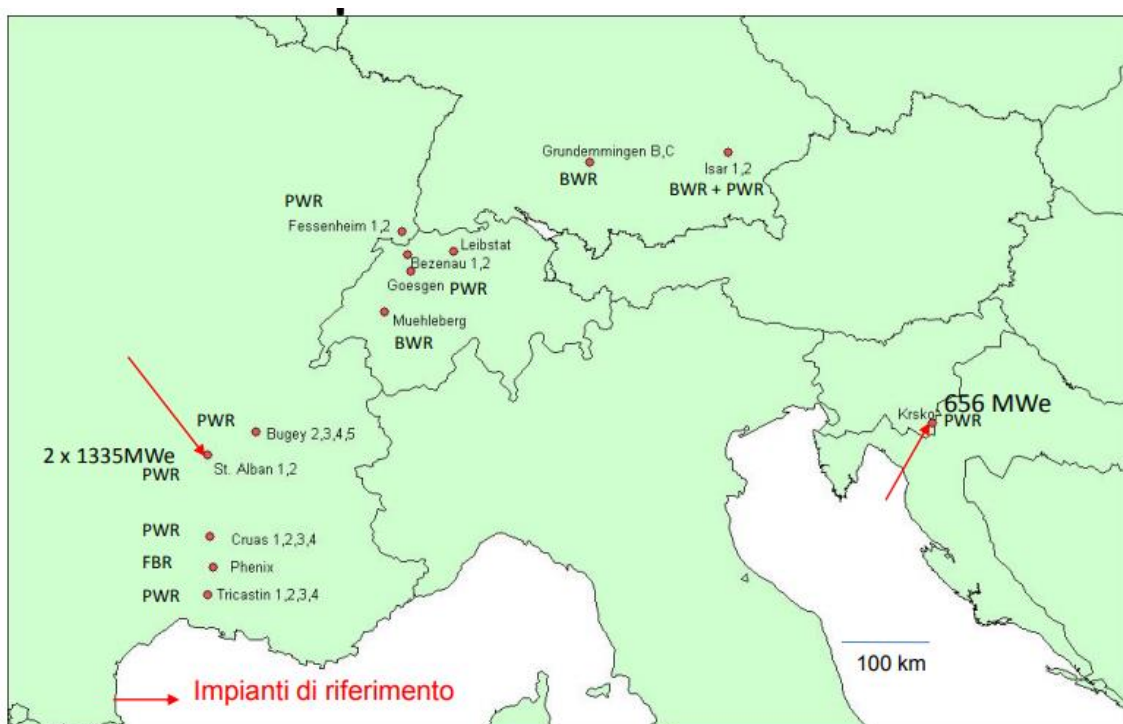 Grundemmingen B,C
BWR
Isar 1,2
BWR + PWR
PWR
Fessenheim 1,2
Leibstat
Bezenau 1,2
Goesgen PWR
Muehleberg
BWR
PWR
Bugey 2,3,4,5
2 x 1335MWe
St. Alban 1,2
PWR
Krsko
656 MWe
PWR
PWR
Cruas 1,2,3,4
FBR
Phenix
PWR
Tricastin 1,2,3,4
100 km
Impianti di riferimento